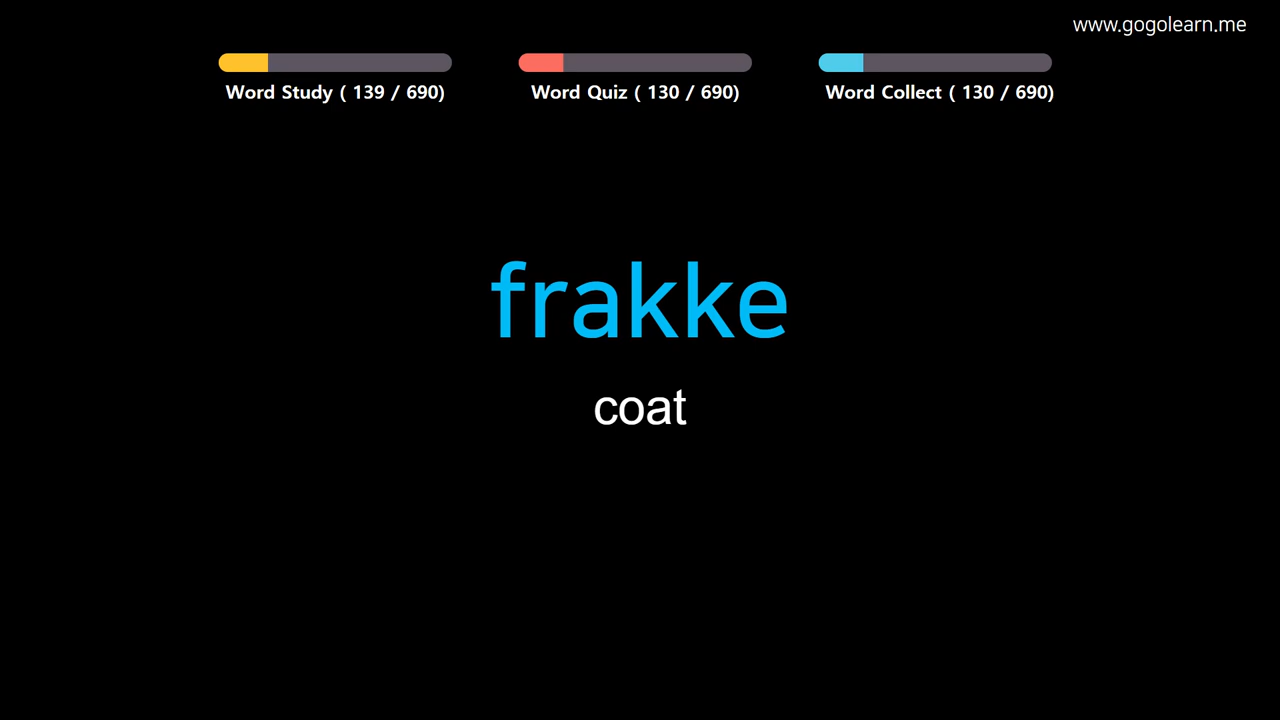 www.gogolearn.me
Word Study ( 139 / 690)
Word Quiz ( 130 / 690)
Word Collect ( 130 / 690)
frakke
coat